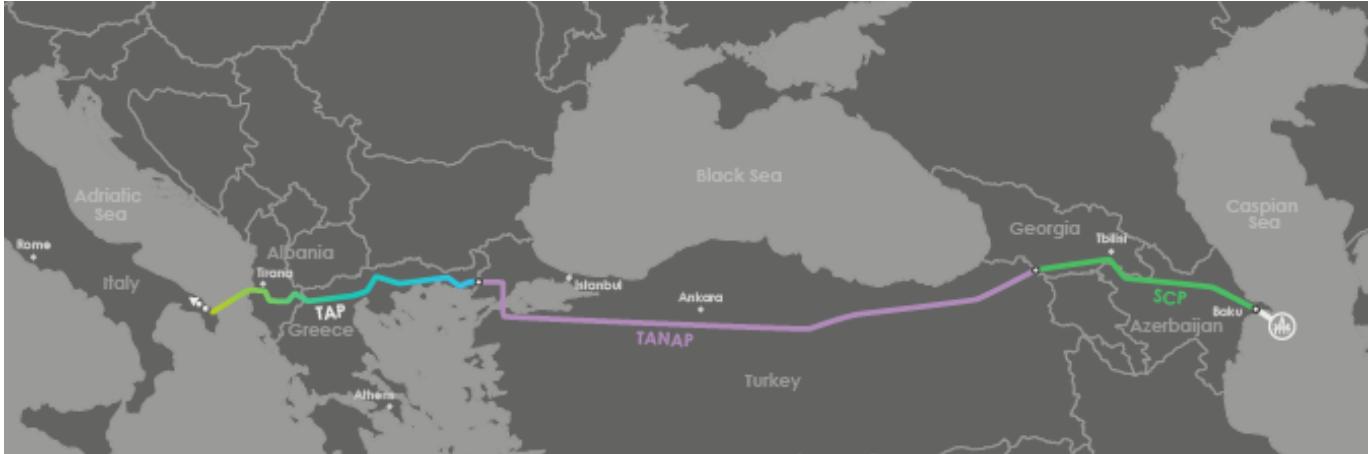 Adriatic
Sea
Rome
Italy
Albania
Tirana
TAP
Greece
Athens
Istanbul
Black Sea
Ankara
TANAP
Turkey
Georgia
Tbilisi
SCP
Azerbaijan
Baku
Caspian
Sea